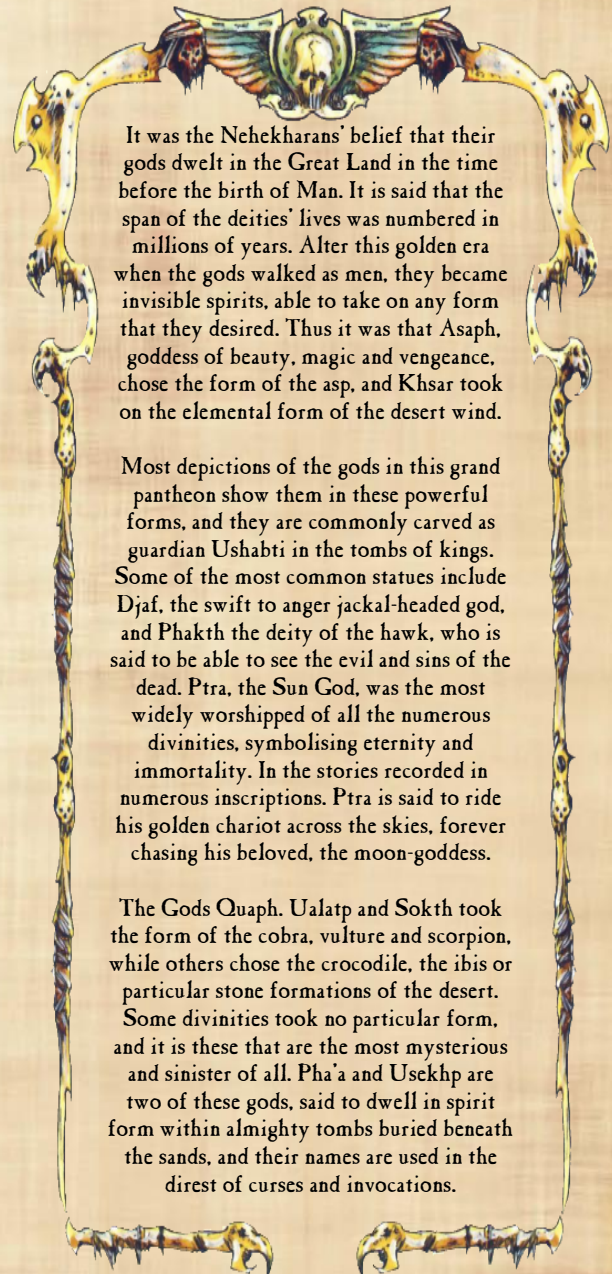 It was the Nehekharans' belief that their
gods dwelt in the Great Land in the time
before the birth of Man. It is said that the
span of the deities' lives was numbered in
millions of years. Alter this golden era
when the gods walked as men, they became
invisible spirits, able to take on any form
that they desired. Thus it was that Asaph,
goddess of beauty, magic and vengeance,
chose the form of the asp, and Khsar took
on the elemental form of the desert wind.

Most depictions of the gods in this grand
pantheon show them in these powerful
forms, and they are commonly carved as
guardian Ushabti in the tombs of kings.
Some of the most common statues include
Djaf, the swift to anger jackal-headed god,
and Phakth the deity of the hawk, who is
said to be able to see the evil and sins of the
dead. Ptra, the Sun God, was the most
widely worshipped of all the numerous
divinities, symbolising eternity and
immortality. In the stories recorded in
numerous inscriptions. Ptra is said to ride
his golden chariot across the skies, forever
chasing his beloved, the moon-goddess.

The Gods Quaph. Ualatp and Sokth took
the form of the cobra, vulture and scorpion,
while others chose the crocodile, the ibis or
particular stone formations of the desert.
Some divinities took no particular form,
and it is these that are the most mysterious
and sinister of all. Pha'a and Usekhp are
two of these gods, said to dwell in spirit
form within almighty tombs buried beneath
the sands, and their names are used in the
direst of curses and invocations.